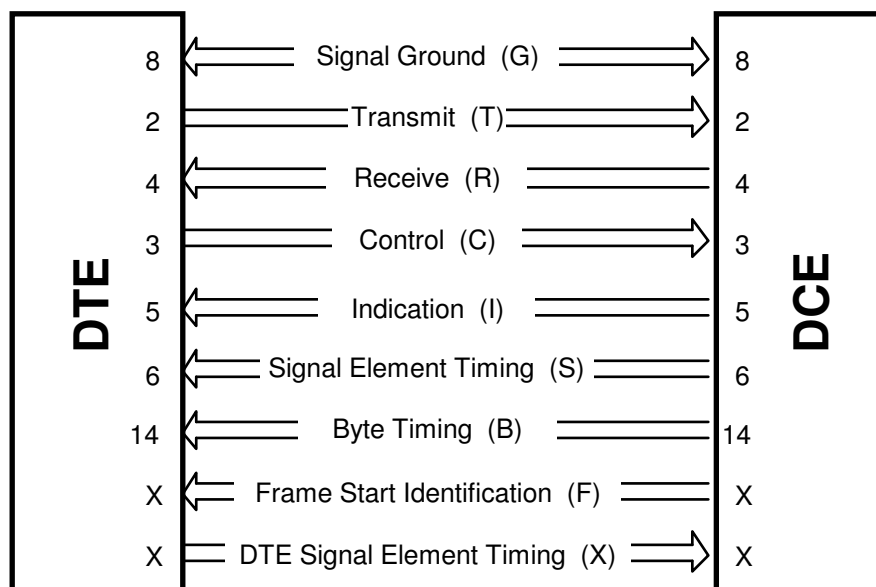 8 Signal Ground (G) 8
2 Transmit (T) 2
4 Receive (R) 4
3 Control (C) 3
DTE
DCE
5 Indication (I) 5
6 Signal Element Timing (S) 6
14 Byte Timing (B) 14
X Frame Start Identification (F) X
X DTE Signal Element Timing (X) X